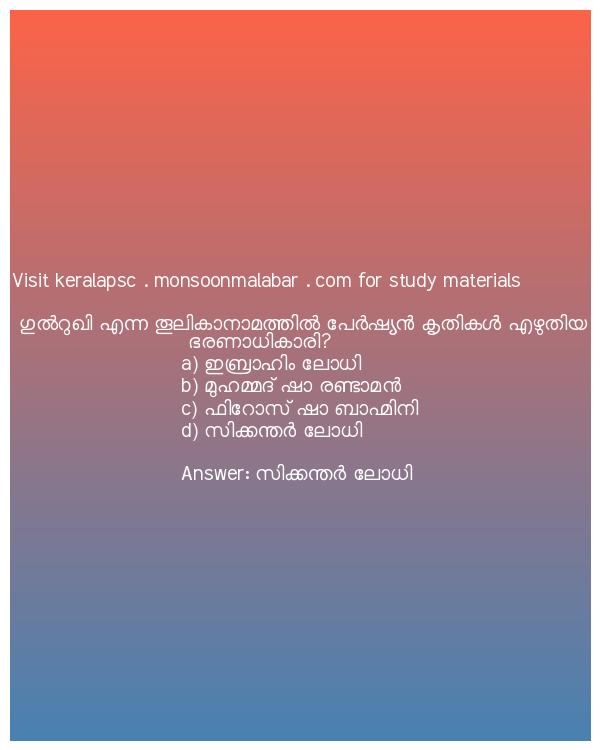 Visit keralapsc . monsoonmalabar . com for study materials
ഗുൽറുഖി എന്ന തൂലികാനാമത്തിൽ പേർഷ്യൻ കൃതികൾ എഴുതിയ
ഭരണാധികാരി?
a) ഇബ്രാഹിം ലോധി
b) മുഹമ്മദ് ഷാ രണ്ടാമൻ
c) ഫിറോസ് ഷാ ബാഹ്മിനി
d) സിക്കന്തർ ലോധി
Answer: സിക്കന്തർ ലോധി